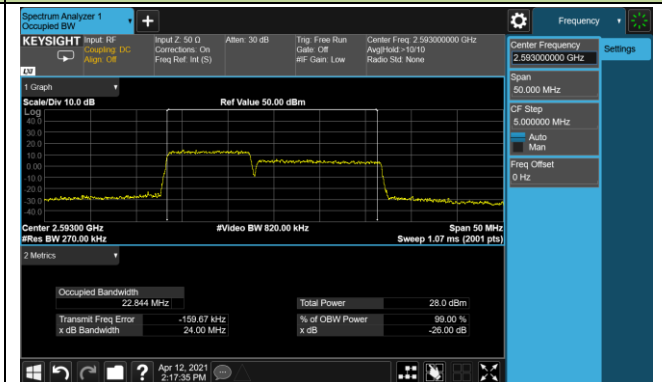 Spectrum Analyzer 1
Occupied BW
Frequency
KEYSIGHT
Input: RF
Coupling: DC
Align: Off
Input Z: 50 Ω
Corrections: On
Freq Ref: Int (S)
Atten: 30 dB
Trig: Free Run
Gate: Off
#IF Gain: Low
Center Freq: 2.593000000 GHz
Avg|Hold:>10/10
Radio Std: None
LXI
1 Graph
Scale/Div 10.0 dB
Ref Value 50.00 dBm
Log
40.0
30.0
20.0
10.0
0.00
-10.0
-20.0
-30.0
-40.0
Center 2.59300 GHz
#Video BW 820.00 kHz
Span 50 MHz
#Res BW 270.00 kHz
Sweep 1.07 ms (2001 pts)
2 Metrics
Occupied Bandwidth
22.844 MHz
Total Power
28.0 dBm
Transmit Freq Error
-159.67 kHz
% of OBW Power
99.00 %
x dB Bandwidth
24.00 MHz
x dB
-26.00 dB
Center Frequency
2.593000000 GHz
Settings
Span
50.000 MHz
CF Step
5.000000 MHz
Auto
Man
Freq Offset
0 Hz
Apr 12, 2021
2:17:35 PM